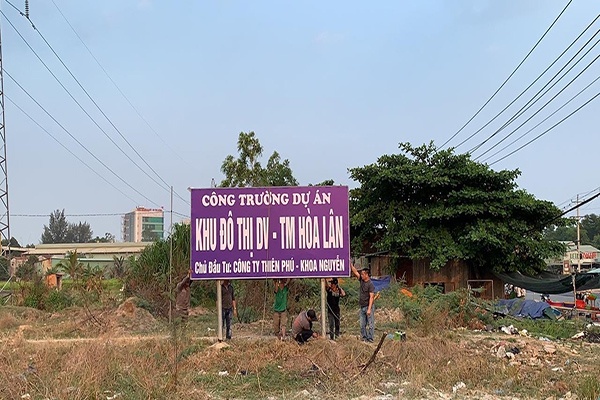 CÔNG TRƯỜNG DỰ ÁN
KHU ĐÔ THỊ DV - TM HÒA LÂN
Chủ Đầu Tư: CÔNG TY THIÊN PHÚ - KHOA NGUYỄN